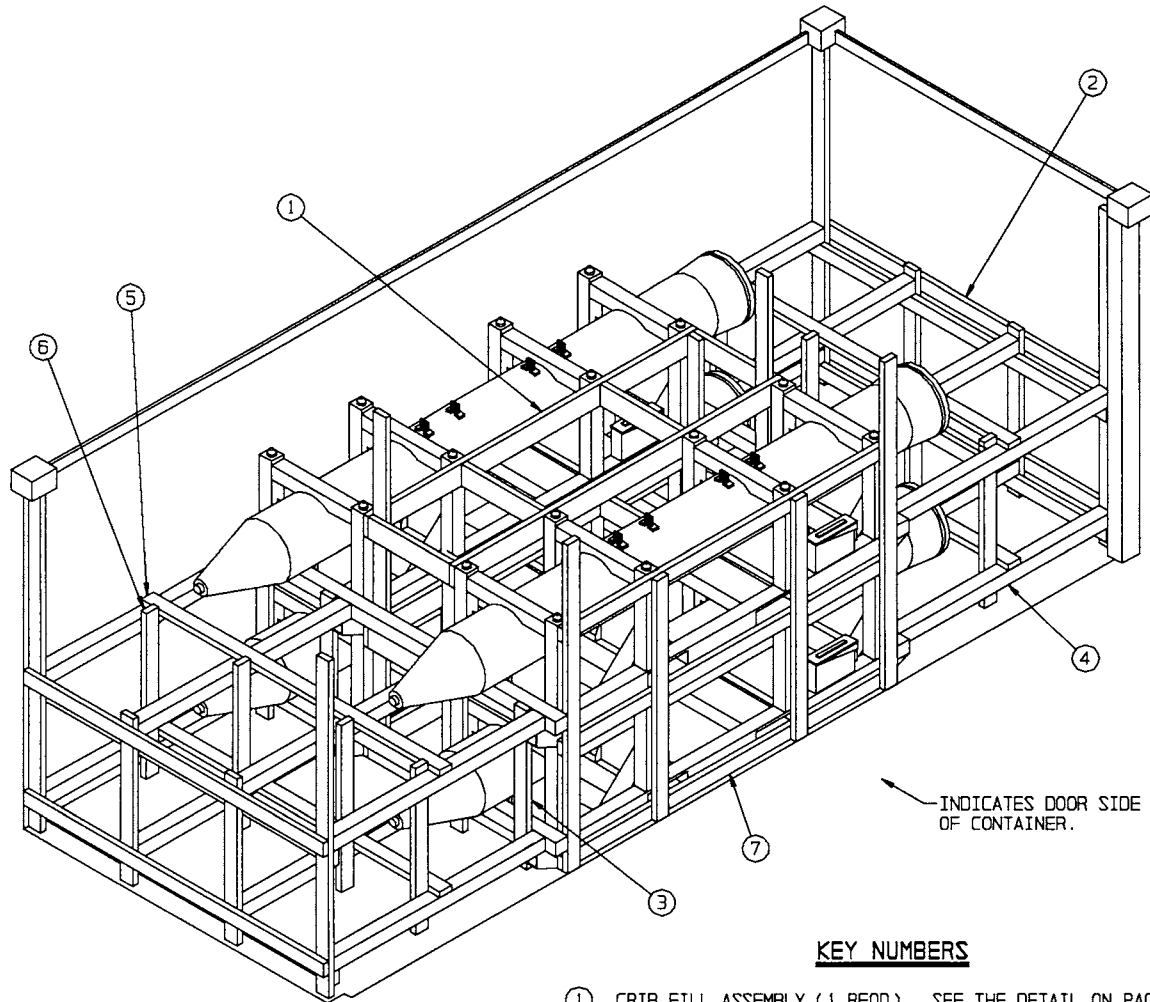 1
2
5
6
4
INDICATES DOOR SIDE
OF CONTAINER.
7
3
KEY NUMBERS
1 CRIB FILL ASSEMBLY (1 REQD). SEE THE DETAIL ON PAG